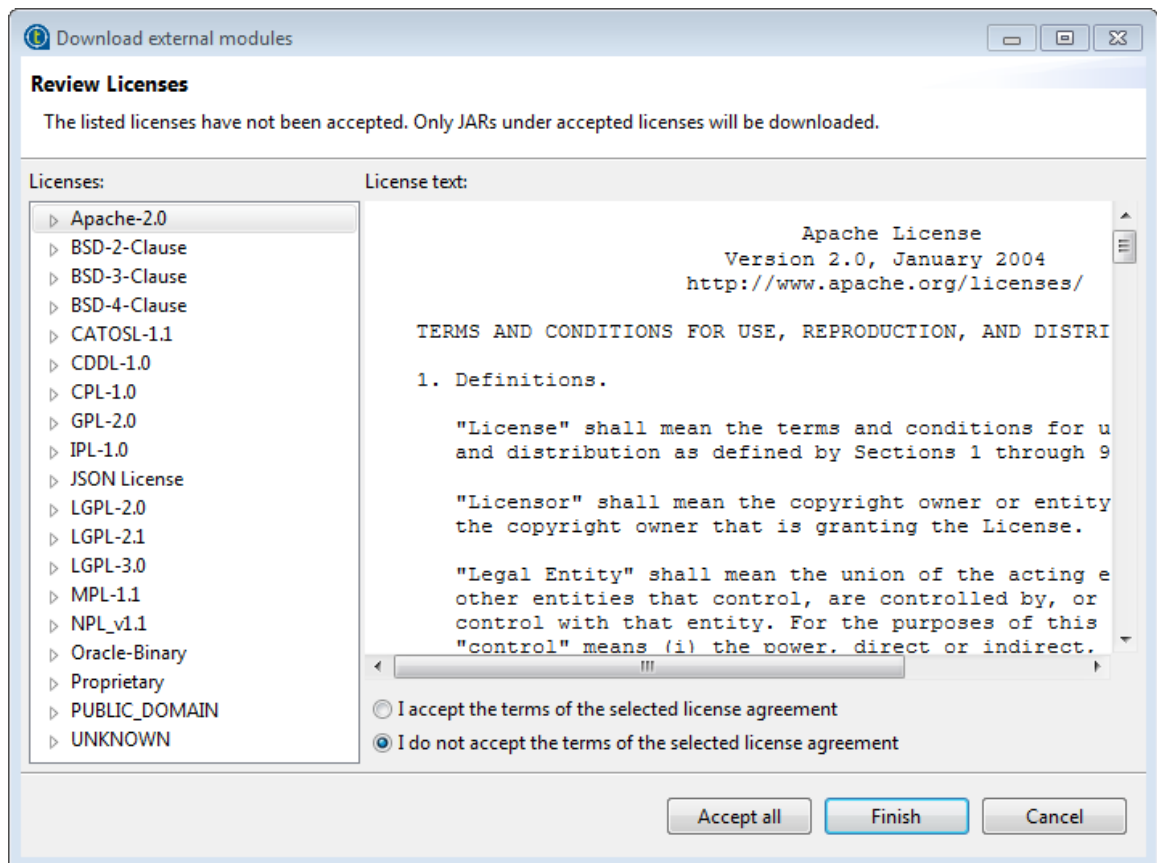 Download external modules
Review Licenses
The listed licenses have not been accepted. Only JARs under accepted licenses will be downloaded.
Licenses:
Apache-2.0
BSD-2-Clause
BSD-3-Clause
BSD-4-Clause
CATOSL-1.1
CDDL-1.0
CPL-1.0
GPL-2.0
IPL-1.0
JSON License
LGPL-2.0
LGPL-2.1
LGPL-3.0
MPL-1.1
NPL_v1.1
Oracle-Binary
Proprietary
PUBLIC_DOMAIN
UNKNOWN
License text:
Apache License
Version 2.0, January 2004
http://www.apache.org/licenses/
TERMS AND CONDITIONS FOR USE, REPRODUCTION, AND DISTRI
1. Definitions.
"License" shall mean the terms and conditions for u
and distribution as defined by Sections 1 through 9
"Licensor" shall mean the copyright owner or entity
the copyright owner that is granting the License.
"Legal Entity" shall mean the union of the acting e
other entities that control, are controlled by, or
control with that entity. For the purposes of this
"control" means (i) the power, direct or indirect,
I accept the terms of the selected license agreement
I do not accept the terms of the selected license agreement
Accept all
Finish
Cancel